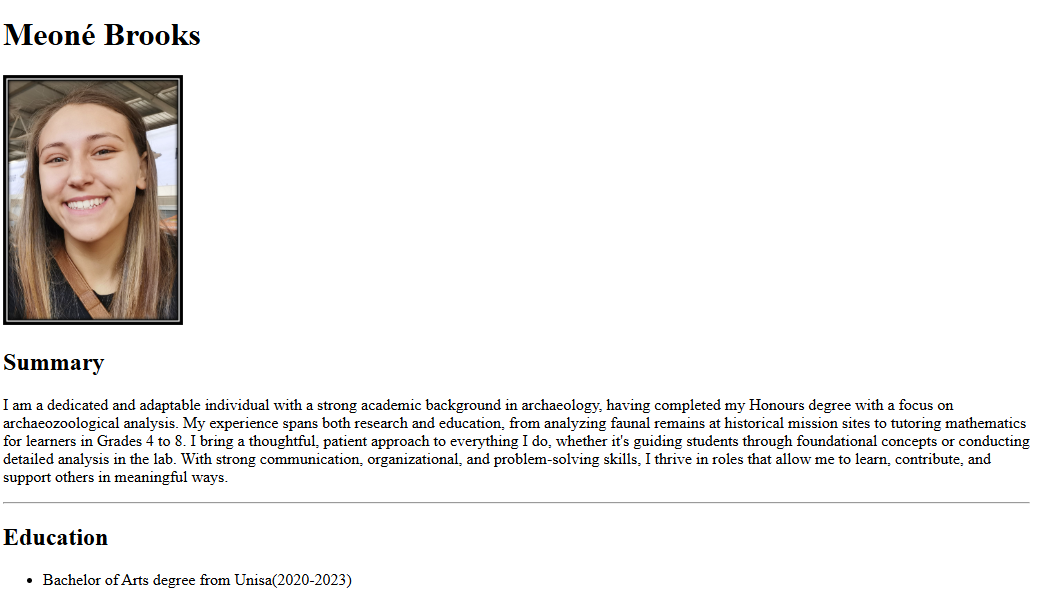 Meoné Brooks
Summary
I am a dedicated and adaptable individual with a strong academic background in archaeology, having completed my Honours degree with a focus on
archaeozoological analysis. My experience spans both research and education, from analyzing faunal remains at historical mission sites to tutoring mathematics
for learners in Grades 4 to 8. I bring a thoughtful, patient approach to everything I do, whether it's guiding students through foundational concepts or conducting
detailed analysis in the lab. With strong communication, organizational, and problem-solving skills, I thrive in roles that allow me to learn, contribute, and
support others in meaningful ways.
Education
• Bachelor of Arts degree from Unisa(2020-2023)